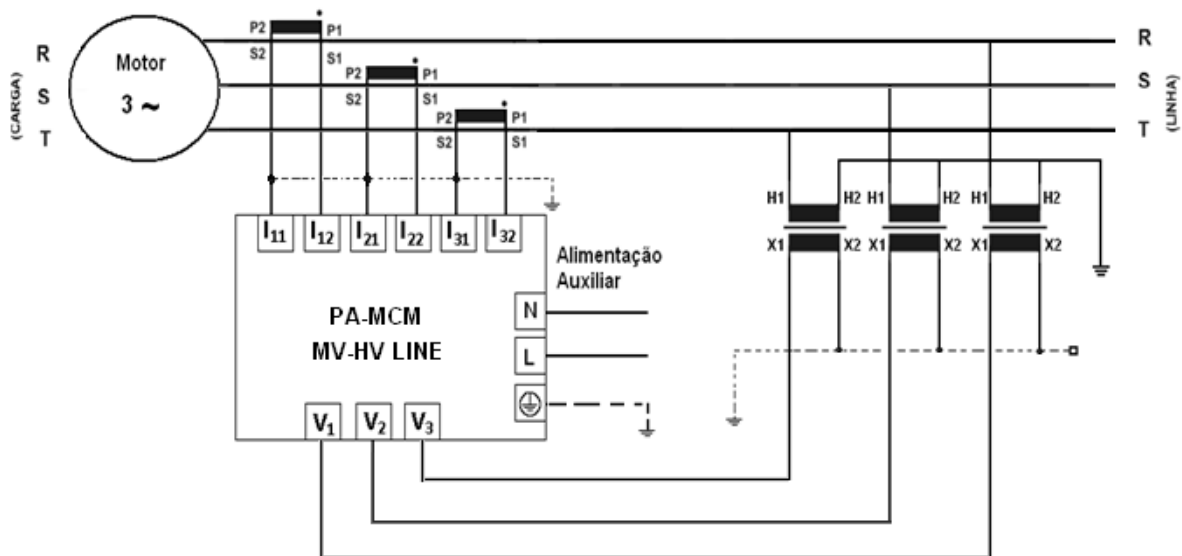 P2 P1
S2 S1
R
S
T
(CARGA)
Motor
3 ~
P2 P1
S2 S1
P2 P1
S2 S1
R
S
T
(LINHA)
H1 H2 H1 H2 H1 H2
X1 X2 X1 X2 X1 X2
I11 I12 I21 I22 I31 I32
Alimentação
Auxiliar
N
L
PA-MCM
MV-HV LINE
V1 V2 V3